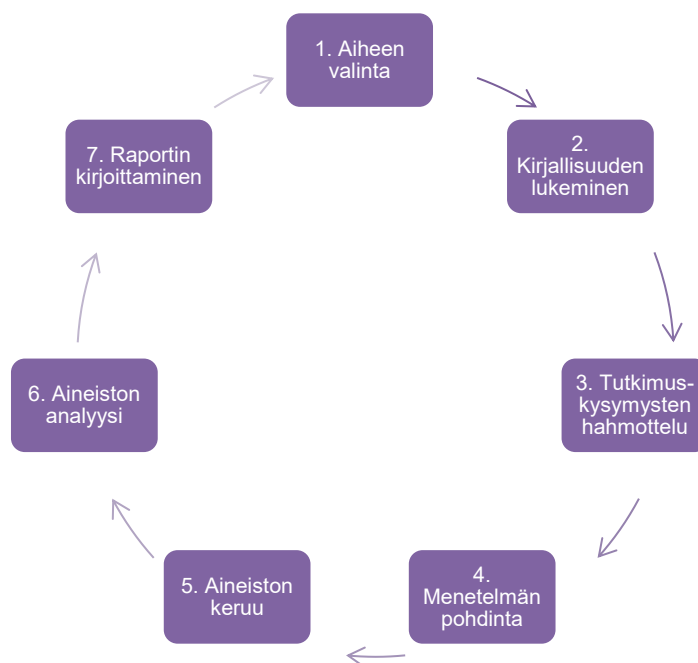 1. Aiheen
valinta
2.
Kirjallisuuden
lukeminen
3. Tutkimus-
kysymysten
hahmottelu
4.
Menetelmän
pohdinta
5. Aineiston
keruu
6. Aineiston
analyysi
7. Raportin
kirjoittaminen